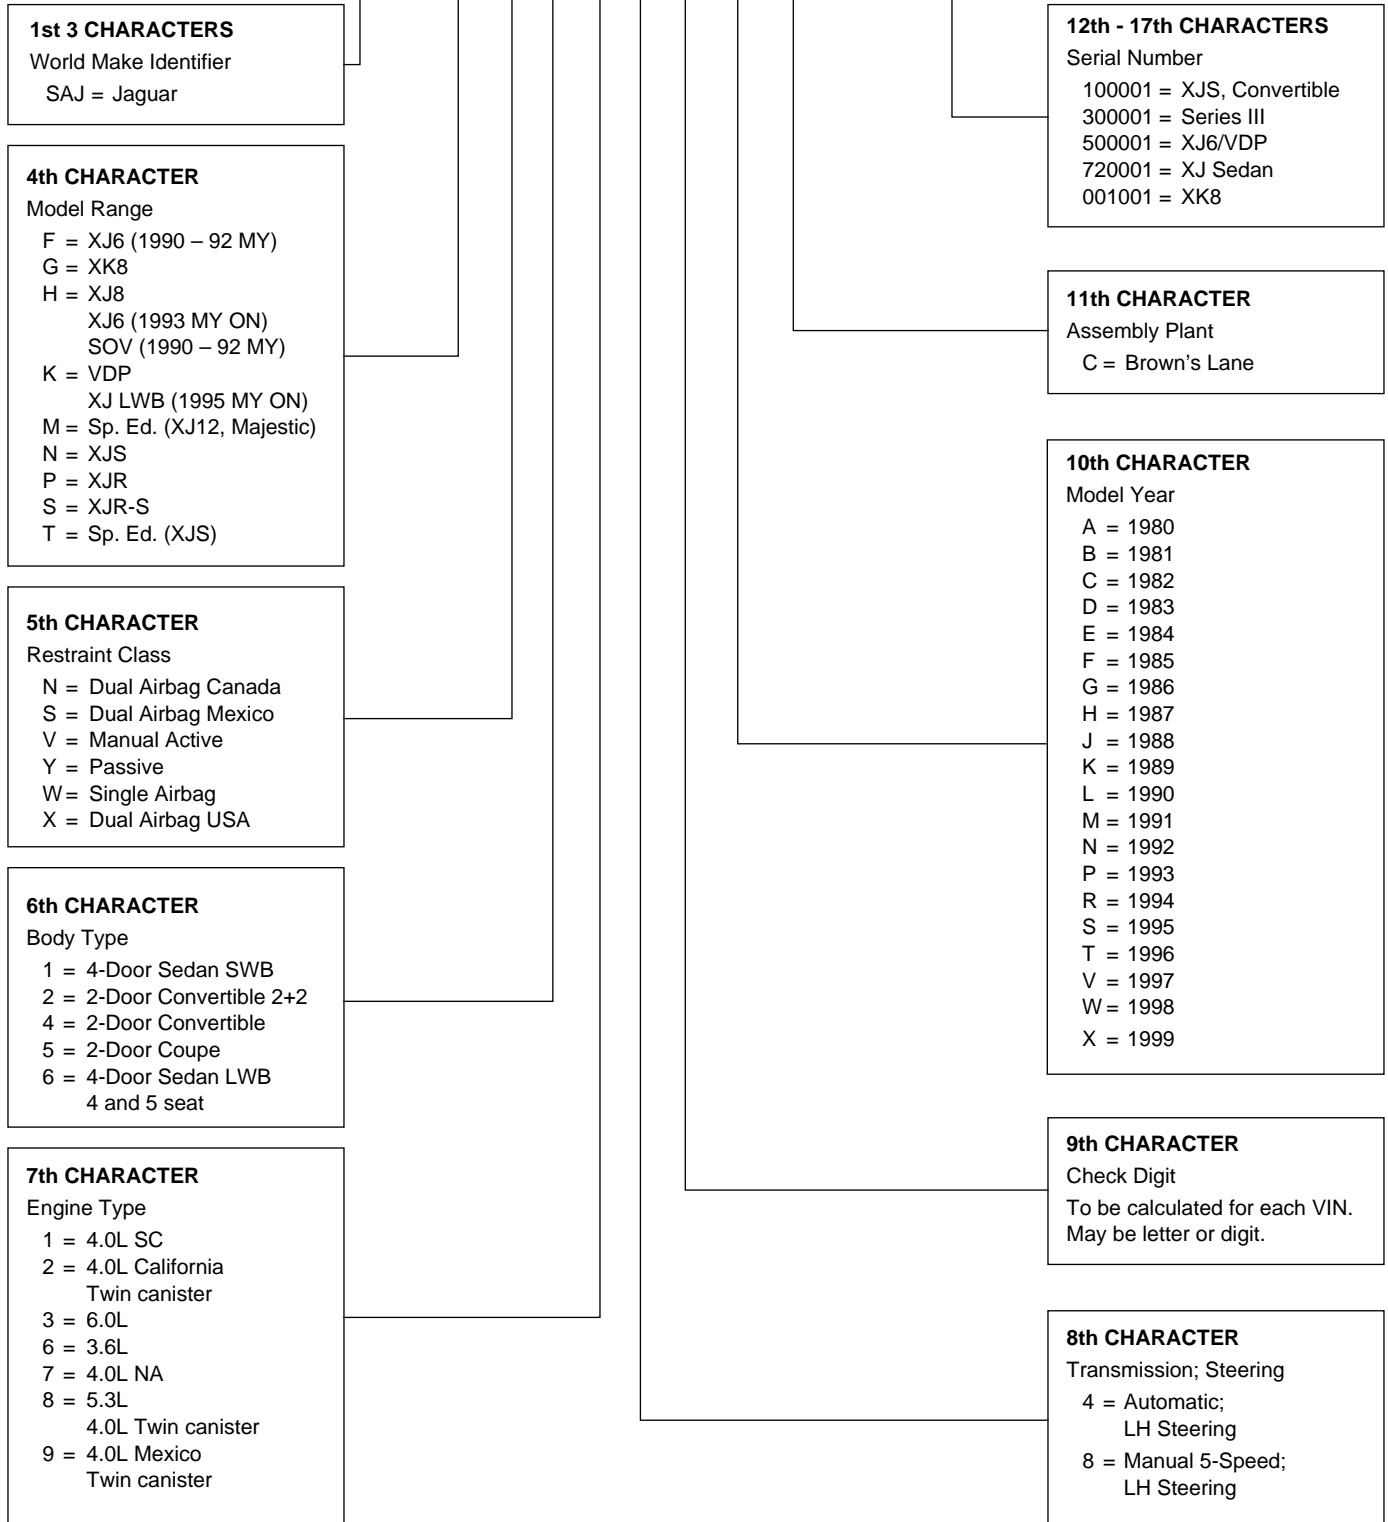 1st 3 CHARACTERS
World Make Identifier
SAJ = Jaguar
4th CHARACTER
Model Range
F = XJ6 (1990 – 92 MY)
G = XK8
H = XJ8
XJ6 (1993 MY ON)
SOV (1990 – 92 MY)
K = VDP
XJ LWB (1995 MY ON)
M = Sp. Ed. (XJ12, Majestic)
N = XJS
P = XJR
S = XJR-S
T = Sp. Ed. (XJS)
5th CHARACTER
Restraint Class
N = Dual Airbag Canada
S = Dual Airbag Mexico
V = Manual Active
Y = Passive
W = Single Airbag
X = Dual Airbag USA
6th CHARACTER
Body Type
1 = 4-Door Sedan SWB
2 = 2-Door Convertible 2+2
4 = 2-Door Convertible
5 = 2-Door Coupe
6 = 4-Door Sedan LWB
4 and 5 seat
7th CHARACTER
Engine Type
1 = 4.0L SC
2 = 4.0L California
Twin canister
3 = 6.0L
6 = 3.6L
7 = 4.0L NA
8 = 5.3L
4.0L Twin canister
9 = 4.0L Mexico
Twin canister
12th - 17th CHARACTERS
Serial Number
100001 = XJS, Convertible
300001 = Series III
500001 = XJ6/VDP
720001 = XJ Sedan
001001 = XK8
11th CHARACTER
Assembly Plant
C = Brown's Lane
10th CHARACTER
Model Year
A = 1980
B = 1981
C = 1982
D = 1983
E = 1984
F = 1985
G = 1986
H = 1987
J = 1988
K = 1989
L = 1990
M = 1991
N = 1992
P = 1993
R = 1994
S = 1995
T = 1996
V = 1997
W = 1998
X = 1999
9th CHARACTER
Check Digit
To be calculated for each VIN.
May be letter or digit.
8th CHARACTER
Transmission; Steering
4 = Automatic;
LH Steering
8 = Manual 5-Speed;
LH Steering